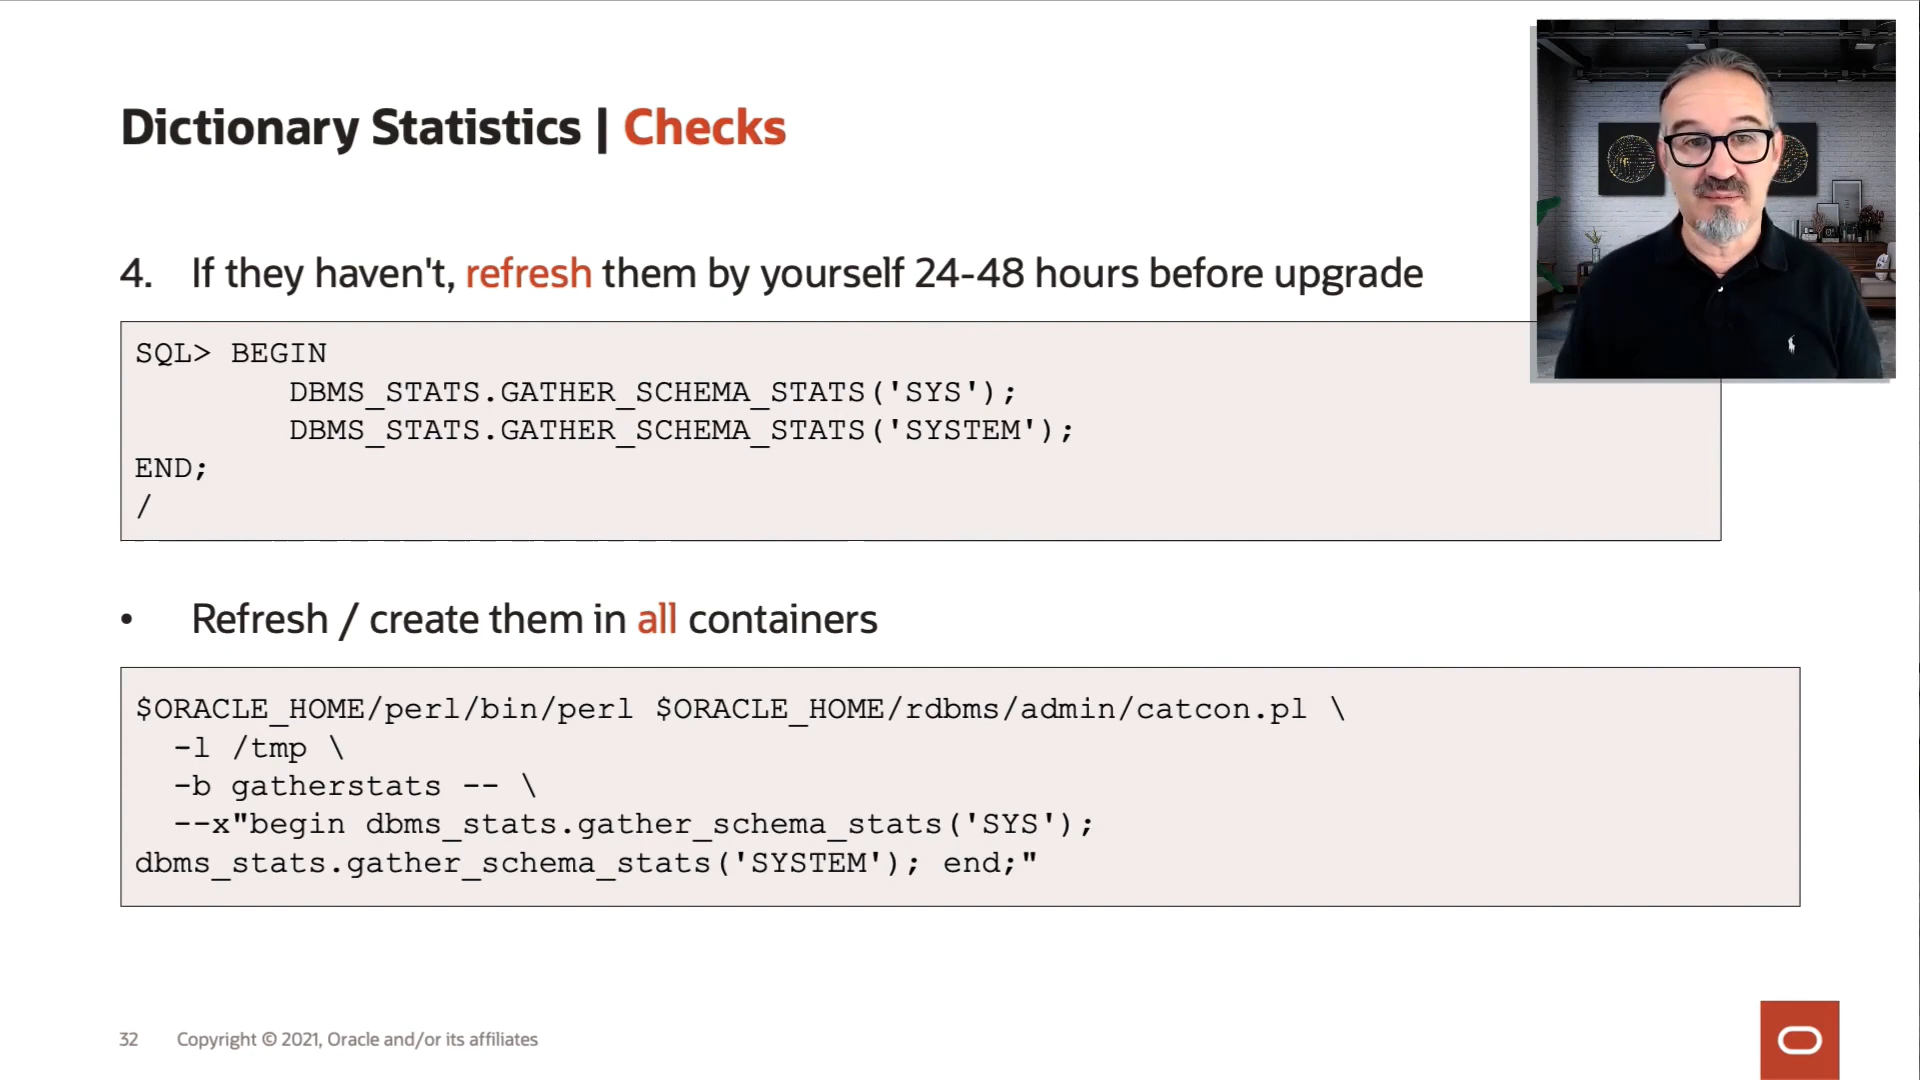 Dictionary Statistics | Checks
4. If they haven't, refresh them by yourself 24-48 hours before upgrade
SQL> BEGIN
DBMS_STATS.GATHER_SCHEMA_STATS('SYS');
DBMS_STATS.GATHER_SCHEMA_STATS('SYSTEM');
END;
/
• Refresh / create them in all containers
$ORACLE_HOME/perl/bin/perl $ORACLE_HOME/rdbms/admin/catcon.pl \
-l /tmp \
-b gatherstats -- \
--x"begin dbms_stats.gather_schema_stats('SYS');
dbms_stats.gather_schema_stats('SYSTEM'); end;"
32 Copyright © 2021, Oracle and/or its affiliates